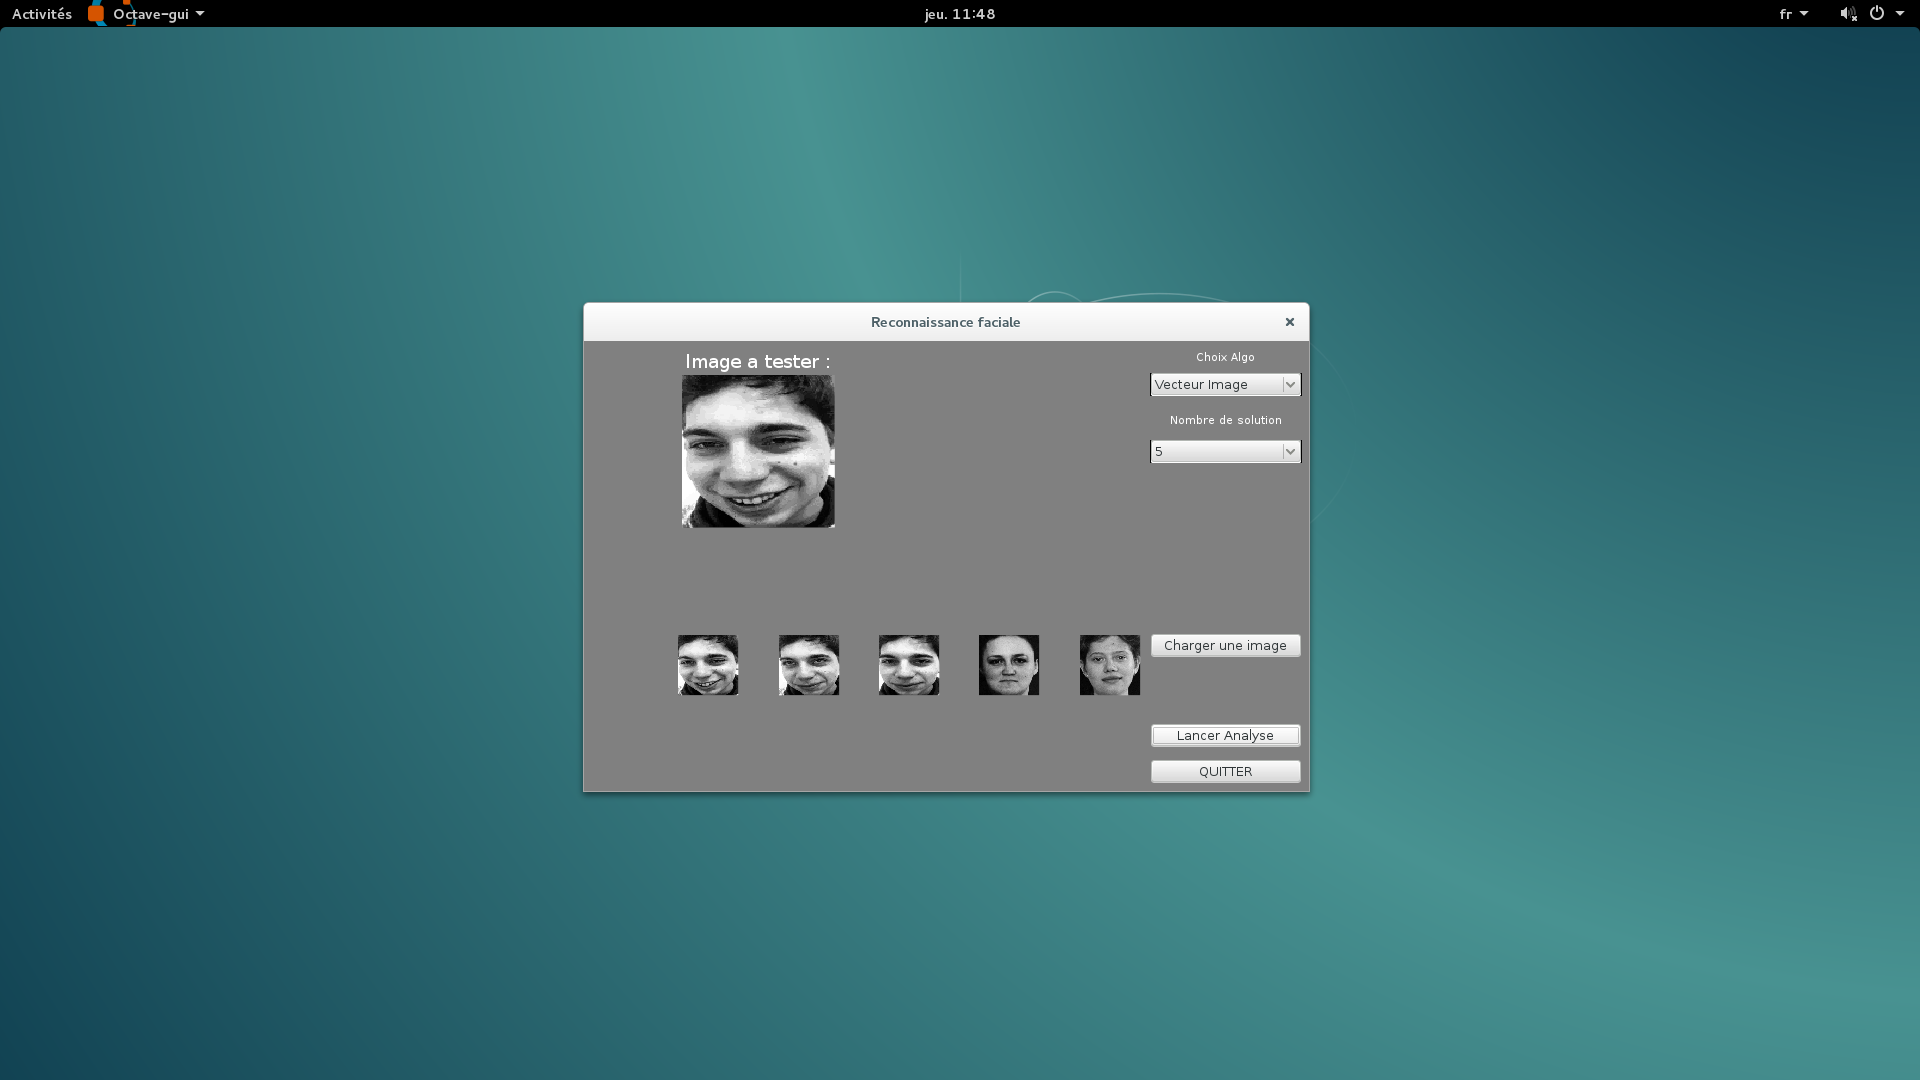 Activités
Octave-gui
jeu. 11:48
fr
Reconnaissance faciale
Image a tester :
Choix Algo
Vecteur Image
Nombre de solution
5
Charger une image
Lancer Analyse
QUITTER